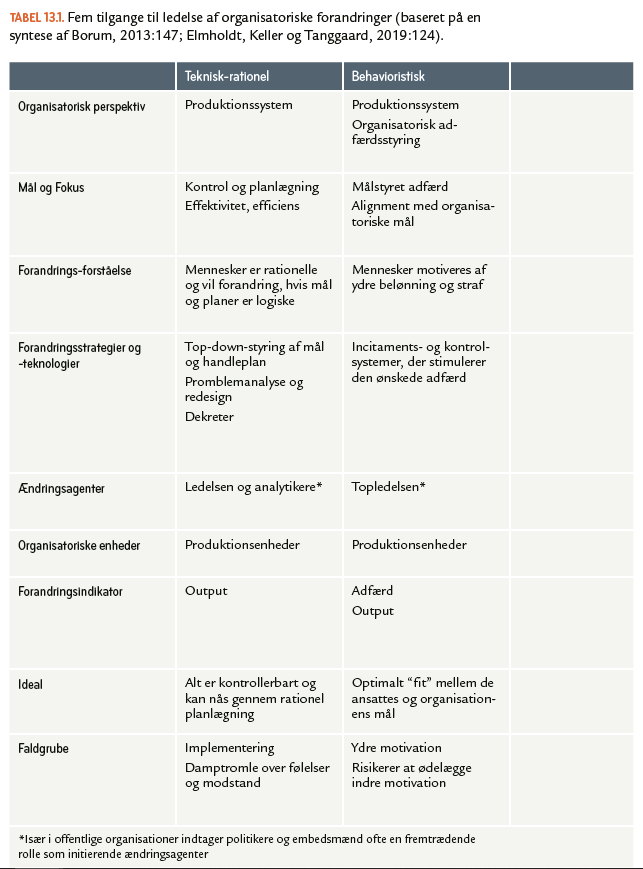 TABEL 13.1. Fem tilgange til ledelse af organisatoriske forandringer (baseret på en
syntese af Borum, 2013:147; Elmholdt, Keller og Tanggaard, 2019:124).
Teknisk-rationel
Behavioristisk
Organisatorisk perspektiv
Produktionssystem
Produktionssystem
Organisatorisk ad-
færdsstyring
Mål og Fokus
Kontrol og planlægning
Effektivitet, efficiens
Målstyret adfærd
Alignment med organisa-
toriske mål
Forandrings-forståelse
Mennesker er rationelle
og vil forandring, hvis mål
og planer er logiske
Mennesker motiveres af
ydre belønning og straf
Forandringsstrategier og
-teknologier
Top-down-styring af mål
og handleplan
Promblemanalyse og
redesign
Dekreter
Incitaments- og kontrol-
systemer, der stimulerer
den ønskede adfærd
Ændringsagenter
Ledelsen og analytikere*
Topledelsen*
Organisatoriske enheder
Produktionsenheder
Produktionsenheder
Forandringsindikator
Output
Adfærd
Output
Ideal
Alt er kontrollerbart og
kan nås gennem rationel
planlægning
Optimalt “fit” mellem de
ansattes og organisation-
ens mål
Faldgrube
Implementering
Damptromle over følelser
og modstand
Ydre motivation
Risikerer at ødelægge
indre motivation
*Især i offentlige organisationer indtager politikere og embedsmænd ofte en fremtrædende
rolle som initierende ændringsagenter